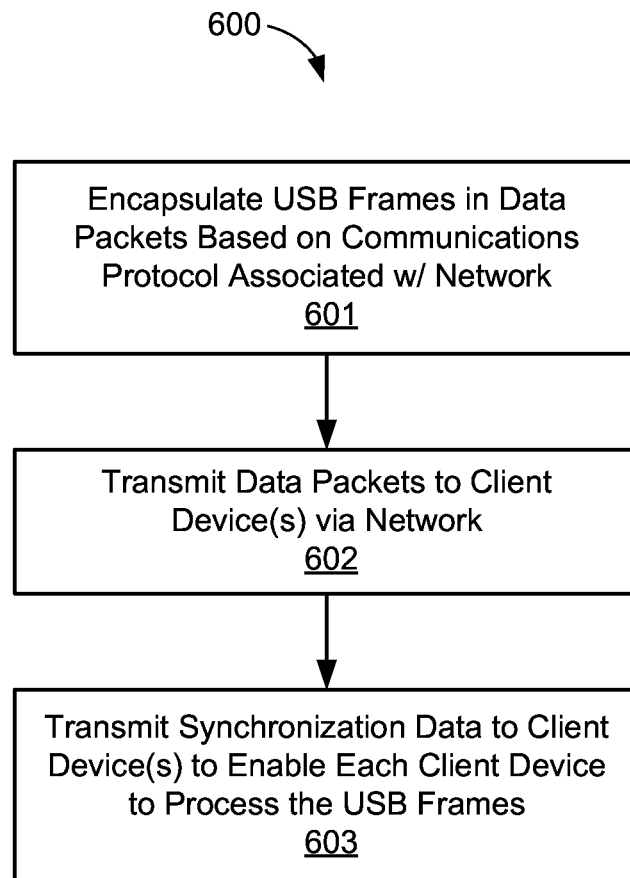 600
Encapsulate USB Frames in Data
Packets Based on Communications
Protocol Associated w/ Network
601
Transmit Data Packets to Client
Device(s) via Network
602
Transmit Synchronization Data to Client
Device(s) to Enable Each Client Device
to Process the USB Frames
603